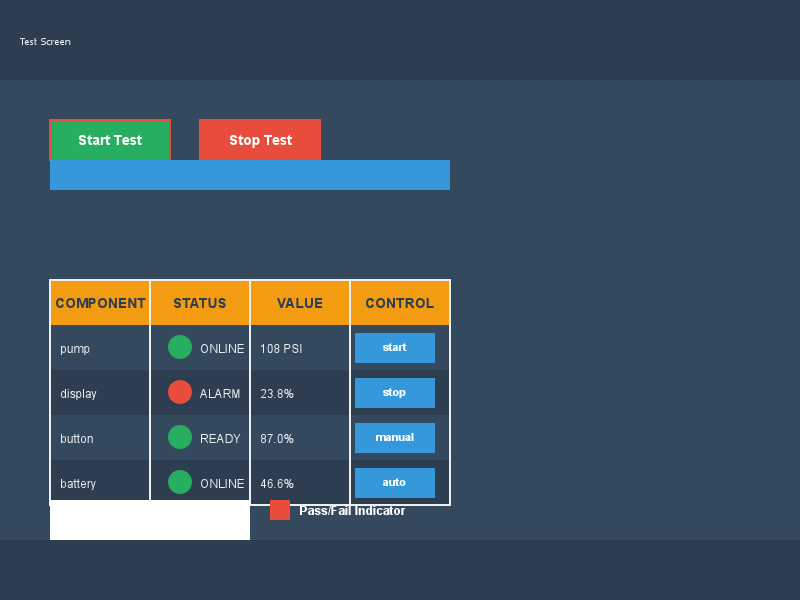 Test Screen
Start Test Stop Test
COMPONENT STATUS VALUE CONTROL
pump ONLINE 108 PSI start
display ALARM 23.8% stop
button READY 87.0% manual
battery ONLINE 46.6% auto
Pass/Fail Indicator